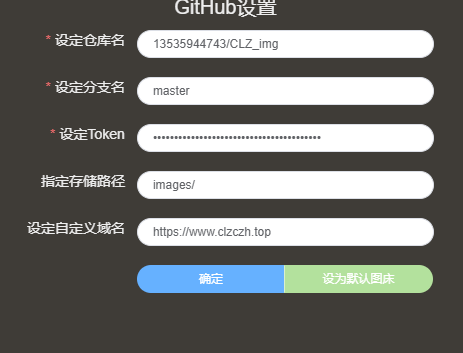 GitHub设置
* 设定仓库名 13535944743/CLZ_img
* 设定分支名 master
* 设定Token ••••••••••••••••••••••••••••••••••••••••
指定存储路径 images/
设定自定义域名 https://www.clzczh.top
确定 设为默认图床